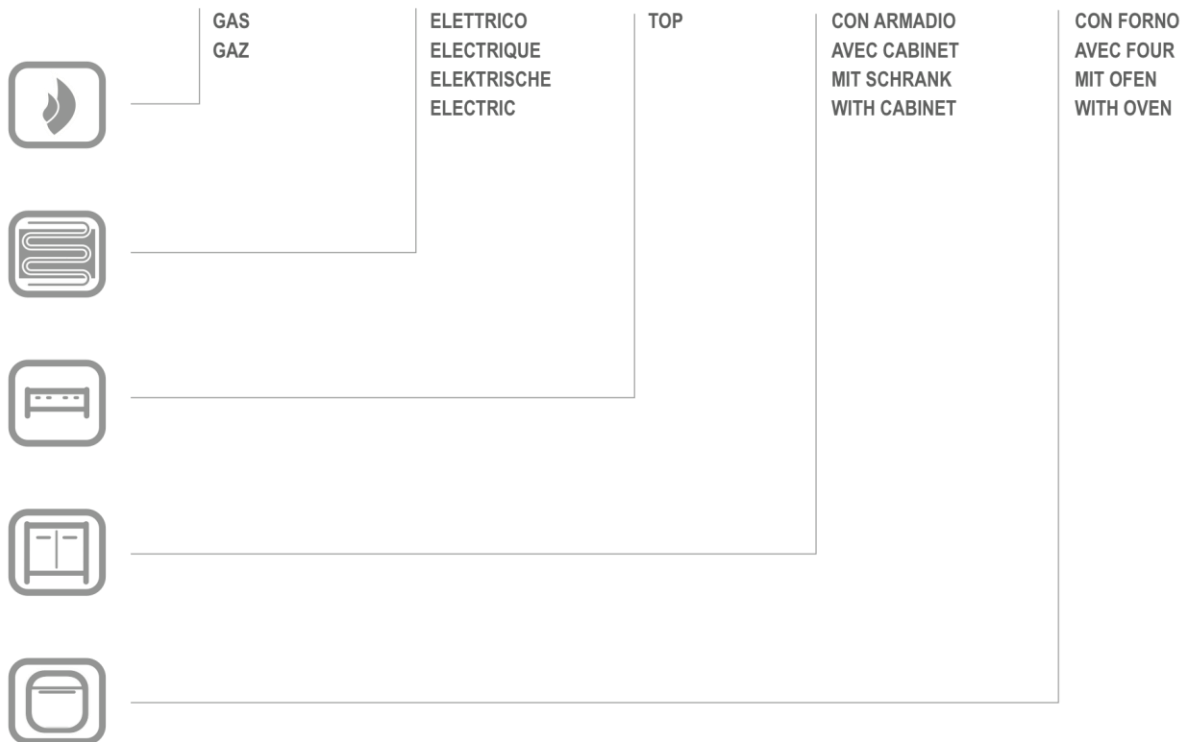 GAS
GAZ
ELETTRICO
ELECTRIQUE
ELEKTRISCHE
ELECTRIC
TOP
CON ARMADIO
AVEC CABINET
MIT SCHRANK
WITH CABINET
CON FORNO
AVEC FOUR
MIT OFEN
WITH OVEN